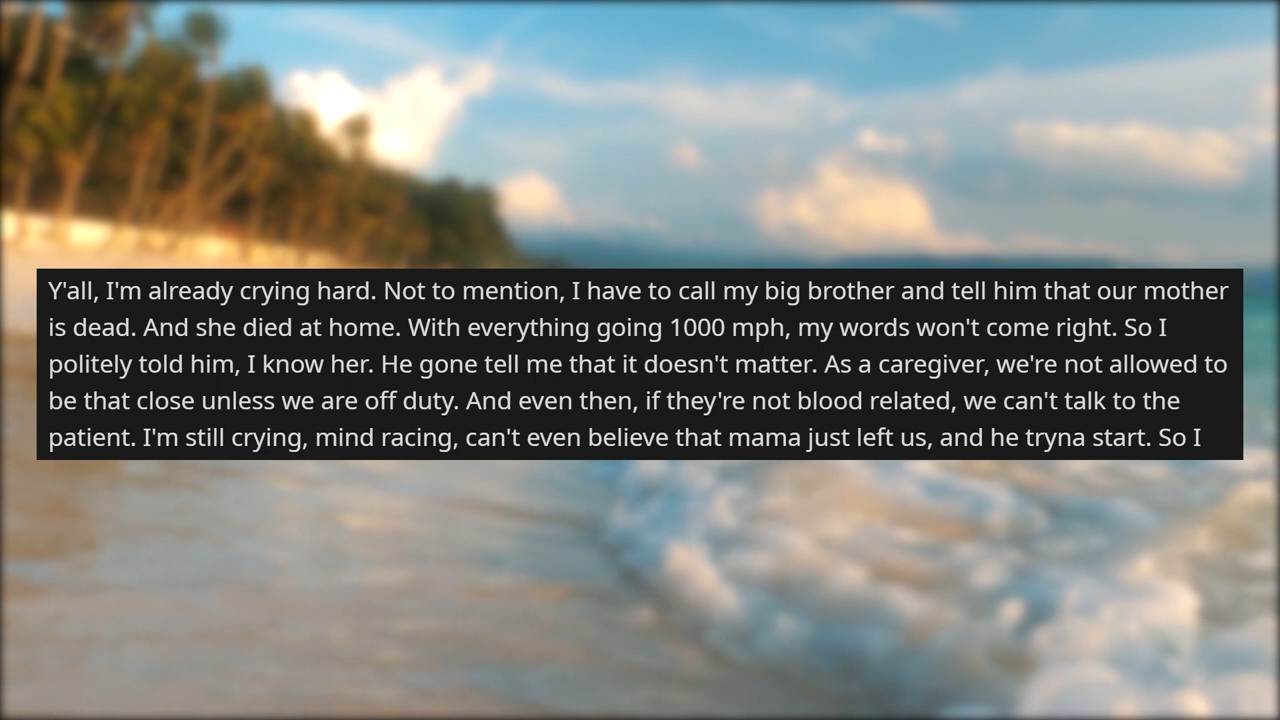 Y'all, I'm already crying hard. Not to mention, I have to call my big brother and tell him that our mother
is dead. And she died at home. With everything going 1000 mph, my words won't come right. So I
politely told him, I know her. He gone tell me that it doesn't matter. As a caregiver, we're not allowed to
be that close unless we are off duty. And even then, if they're not blood related, we can't talk to the
patient. I'm still crying, mind racing, can't even believe that mama just left us, and he tryna start. So I